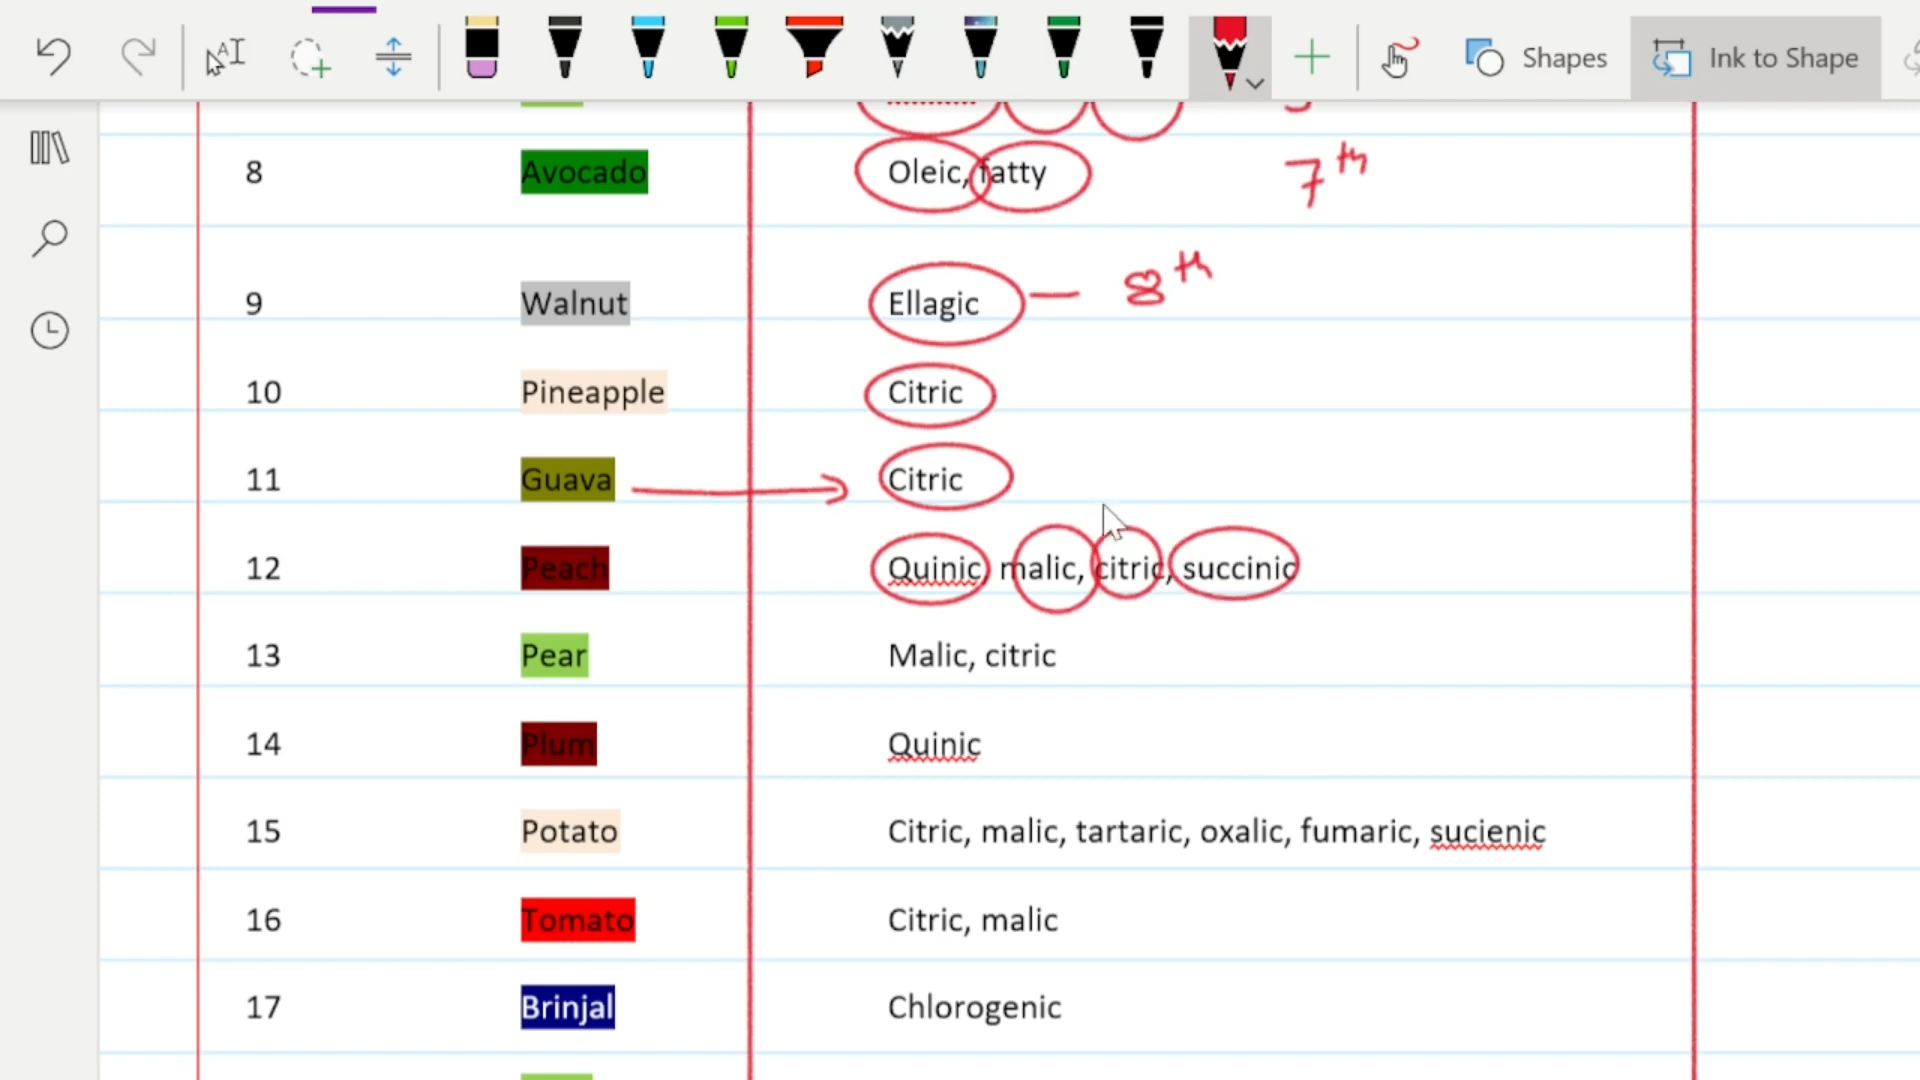 Shapes Ink to Shape
8 Avocado Oleic, fatty 7th
9 Walnut Ellagic — 8th
10 Pineapple Citric
11 Guava Citric
12 Peach Quinic, malic, citric, succinic
13 Pear Malic, citric
14 Plum Quinic
15 Potato Citric, malic, tartaric, oxalic, fumaric, sucienic
16 Tomato Citric, malic
17 Brinjal Chlorogenic